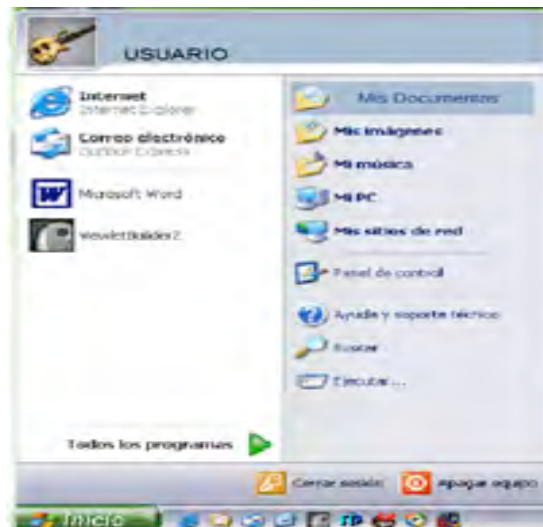 USUARIO
Internet
Internet Explorer
Correo electrónico
Outlook Express
Microsoft Word
ViewletBuilder2
Todos los programas
Mis Documentos
Mis imágenes
Mi música
Mi PC
Mis sitios de red
Panel de control
Ayuda y soporte técnico
Buscar
Ejecutar...
Cerrar sesión
Apagar equipo
Inicio